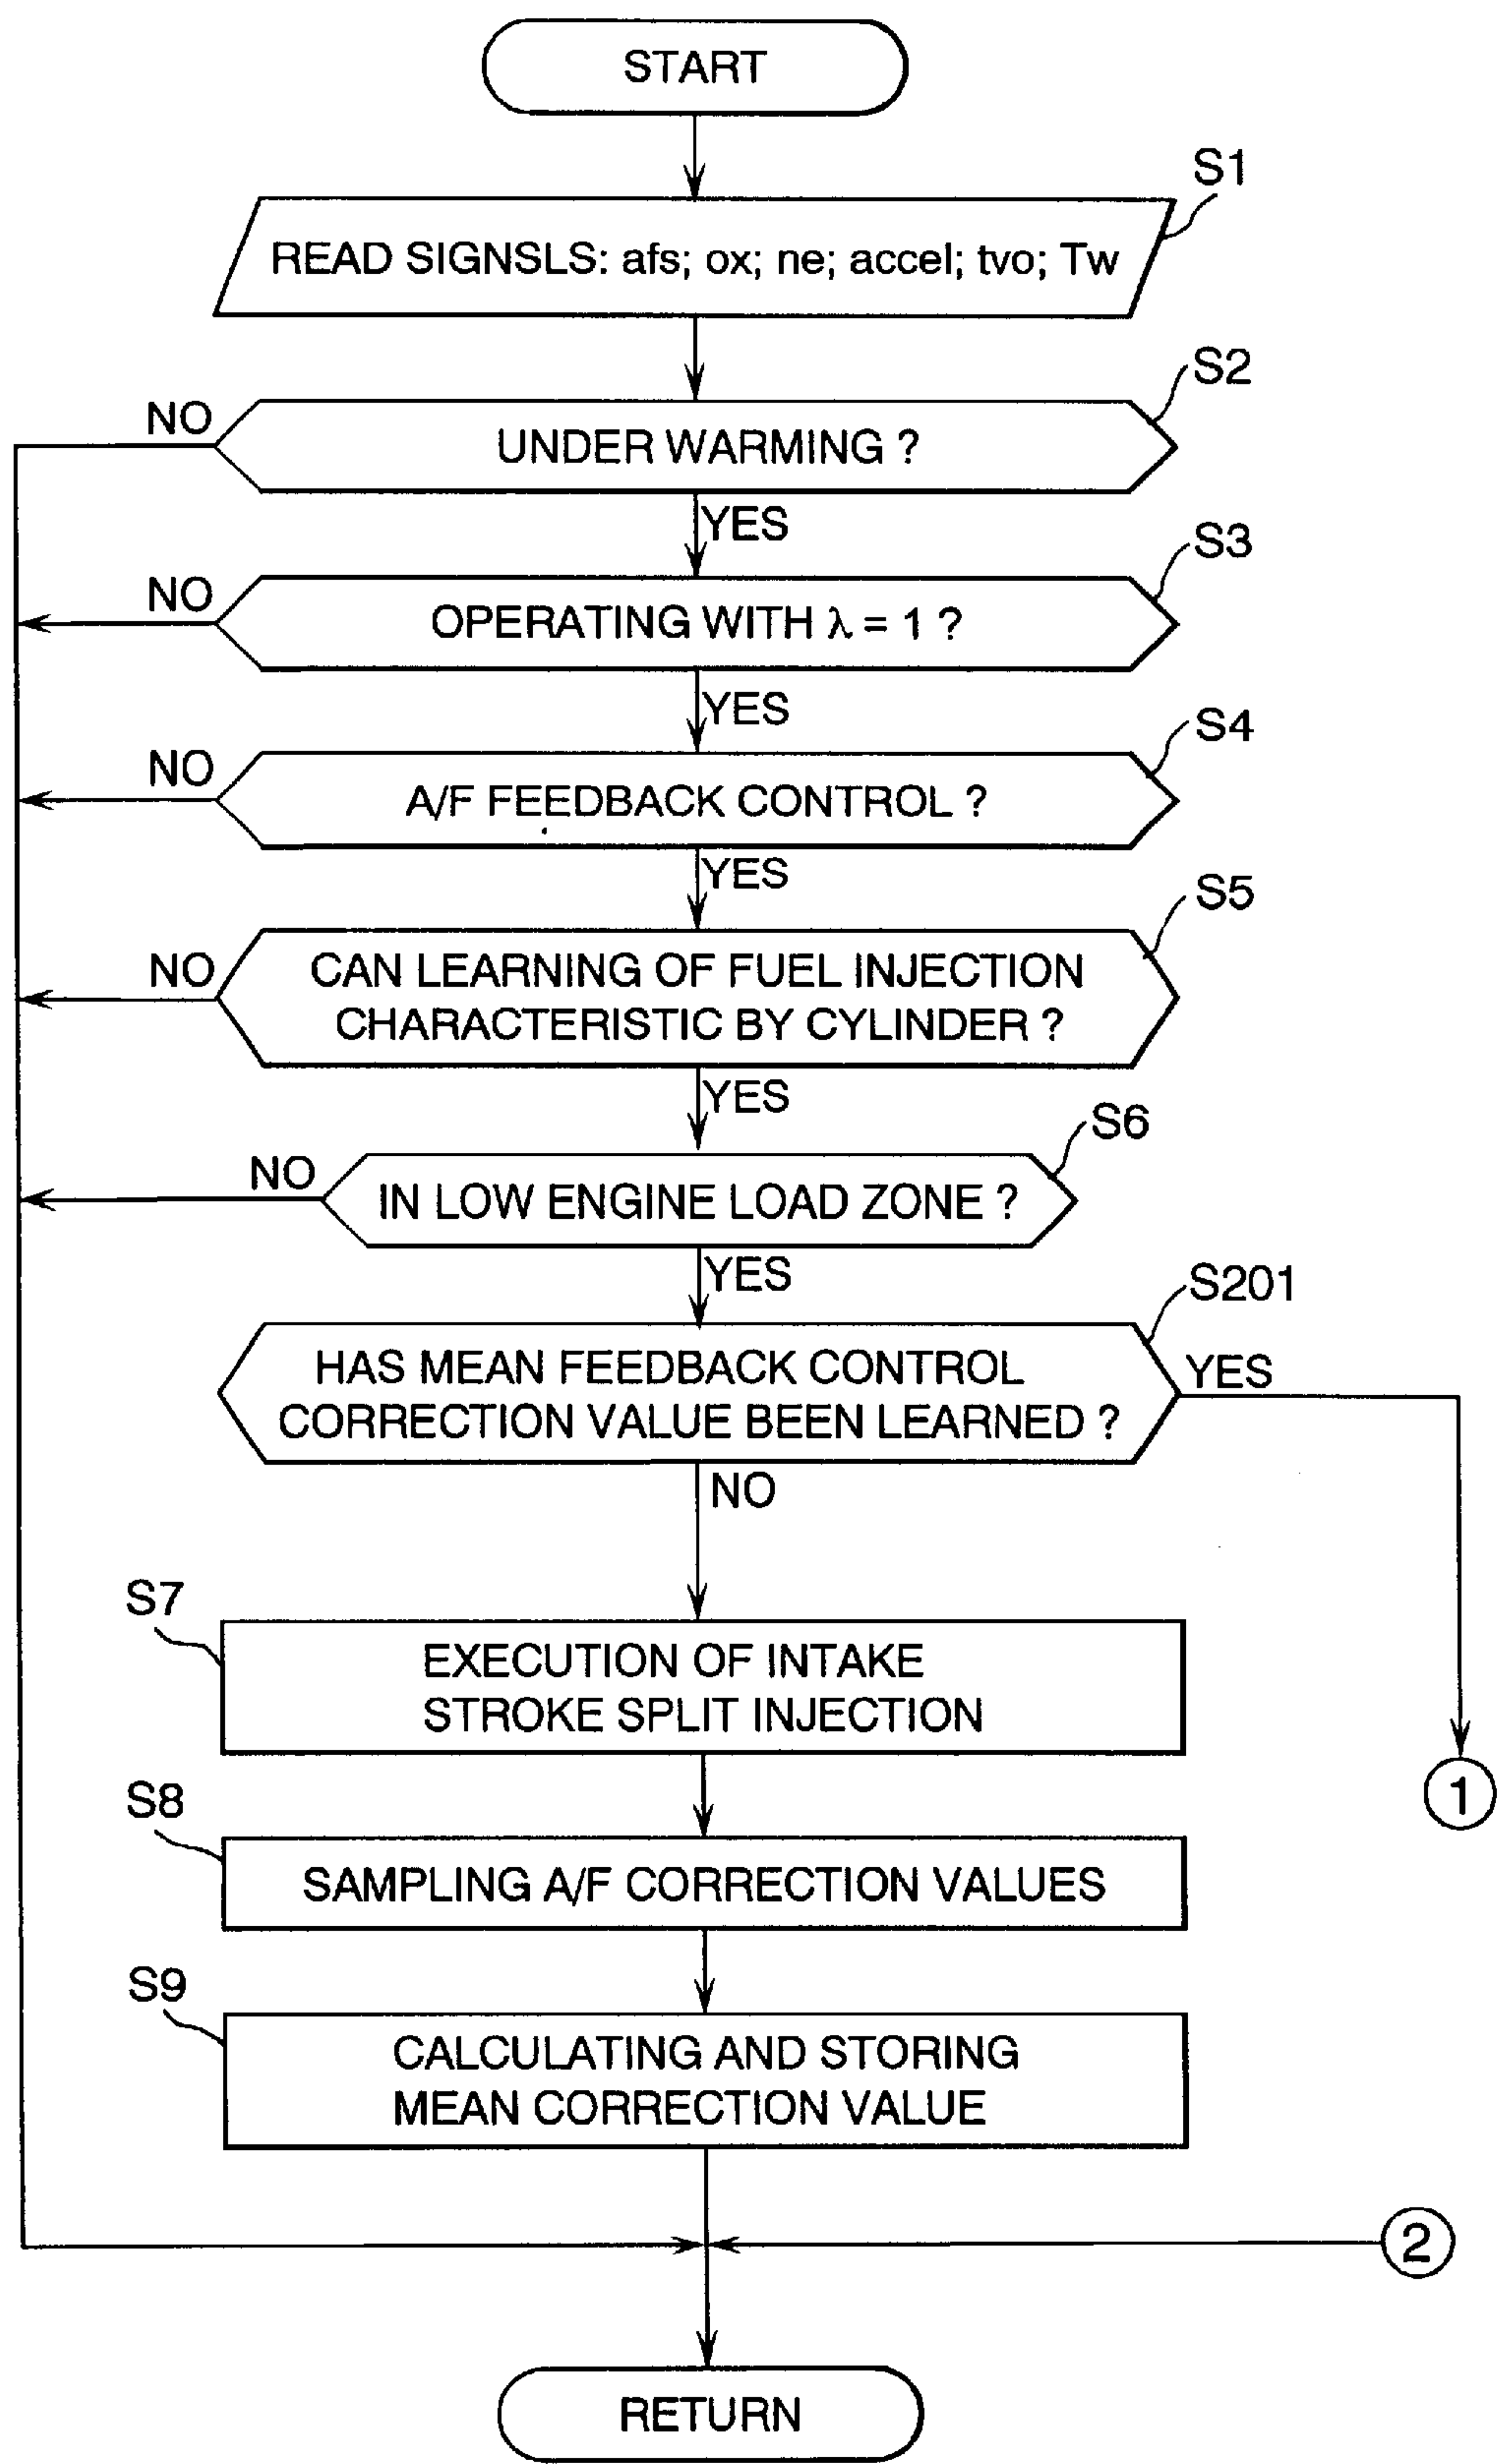 START
S1
READ SIGNSLS: afs; ox; ne; accel; tvo; Tw
S2
NO
UNDER WARMING ?
YES
S3
NO
OPERATING WITH λ = 1 ?
YES
S4
NO
A/F FEEDBACK CONTROL ?
YES
S5
NO
CAN LEARNING OF FUEL INJECTION
CHARACTERISTIC BY CYLINDER ?
YES
S6
NO
IN LOW ENGINE LOAD ZONE ?
YES
S201
HAS MEAN FEEDBACK CONTROL
CORRECTION VALUE BEEN LEARNED ?
YES
NO
S7
EXECUTION OF INTAKE
STROKE SPLIT INJECTION
1
S8
SAMPLING A/F CORRECTION VALUES
S9
CALCULATING AND STORING
MEAN CORRECTION VALUE
2
RETURN